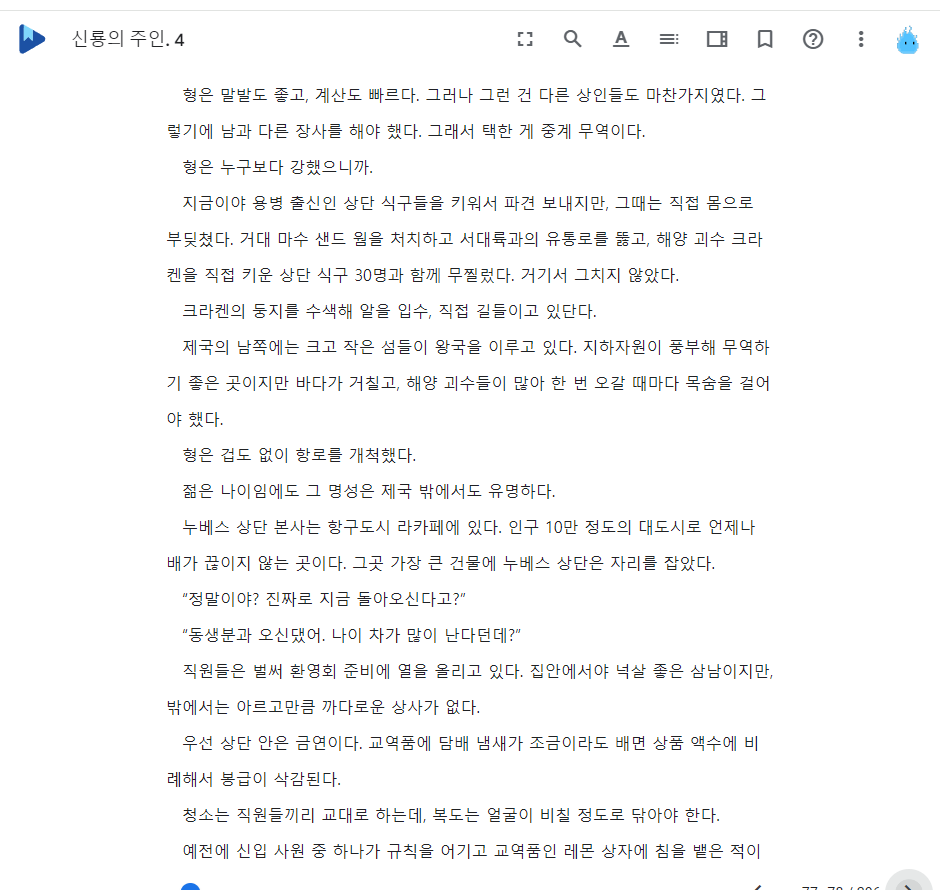 신룡의 주인. 4
형은 말발도 좋고, 계산도 빠르다. 그러나 그런 건 다른 상인들도 마찬가지였다. 그
렇기에 남과 다른 장사를 해야 했다. 그래서 택한 게 중계 무역이다.
형은 누구보다 강했으니까.
지금이야 용병 출신인 상단 식구들을 키워서 파견 보내지만, 그때는 직접 몸으로
부딪쳤다. 거대 마수 샌드 웜을 처치하고 서대륙과의 유통로를 뚫고, 해양 괴수 크라
켄을 직접 키운 상단 식구 30명과 함께 무찔렀다. 거기서 그치지 않았다.
크라켄의 둥지를 수색해 알을 입수, 직접 길들이고 있단다.
제국의 남쪽에는 크고 작은 섬들이 왕국을 이루고 있다. 지하자원이 풍부해 무역하
기 좋은 곳이지만 바다가 거칠고, 해양 괴수들이 많아 한 번 오갈 때마다 목숨을 걸어
야 했다.
형은 겁도 없이 항로를 개척했다.
젊은 나이임에도 그 명성은 제국 밖에서도 유명하다.
누베스 상단 본사는 항구도시 라카페에 있다. 인구 10만 정도의 대도시로 언제나
배가 끊이지 않는 곳이다. 그곳 가장 큰 건물에 누베스 상단은 자리를 잡았다.
“정말이야? 진짜로 지금 돌아오신다고?”
“동생분과 오신댔어. 나이 차가 많이 난다던데?”
직원들은 벌써 환영회 준비에 열을 올리고 있다. 집안에서야 넉살 좋은 삼남이지만,
밖에서는 아르고만큼 까다로운 상사가 없다.
우선 상단 안은 금연이다. 교역품에 담배 냄새가 조금이라도 배면 상품 액수에 비
례해서 봉급이 삭감된다.
청소는 직원들끼리 교대로 하는데, 복도는 얼굴이 비칠 정도로 닦아야 한다.
예전에 신입 사원 중 하나가 규칙을 어기고 교역품인 레몬 상자에 침을 뱉은 적이